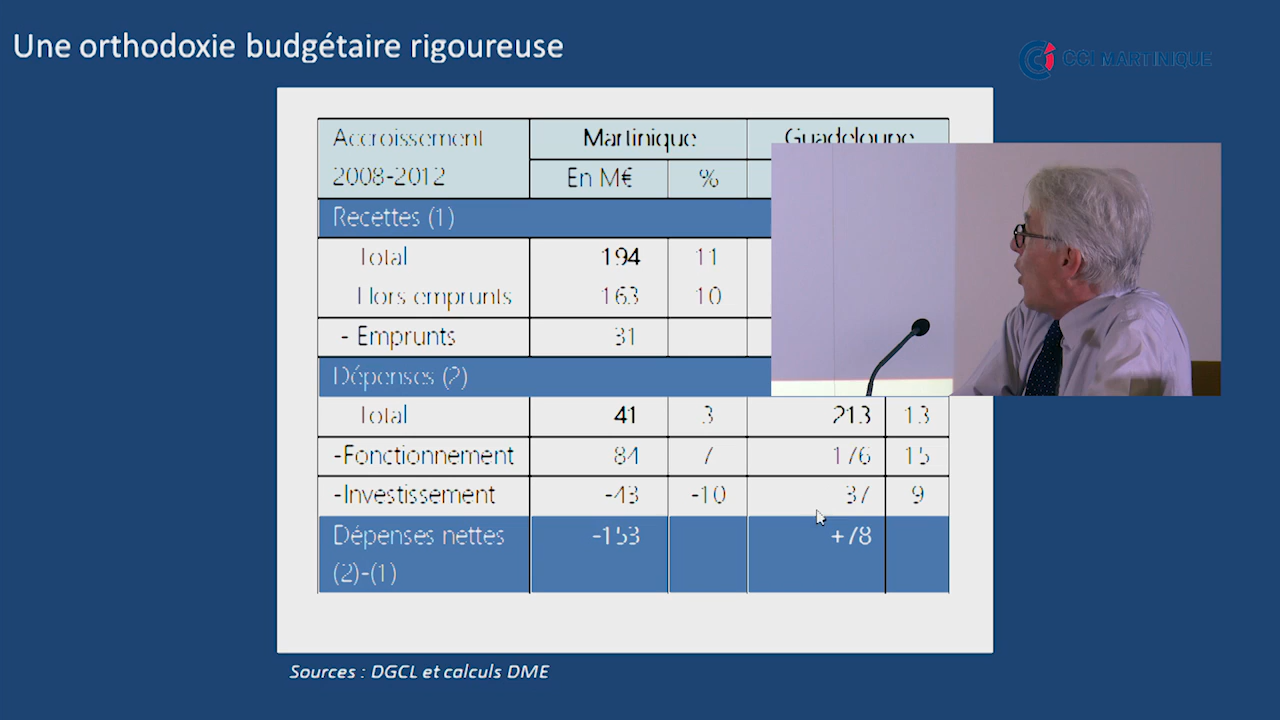 Une orthodoxie budgétaire rigoureuse
CCI MARTINIQUE
Accroissement 2008-2012 Martinique Guadeloupe
En M€ %
Recettes (1)
Total 194 11
Hors emprunts 163 10
- Emprunts 31
Dépenses (2)
Total 41 3 213 13
-Fonctionnement 84 7 176 15
-Investissement -43 -10 37 9
Dépenses nettes (2)-(1) -153 +78
Sources : DGCL et calculs DME